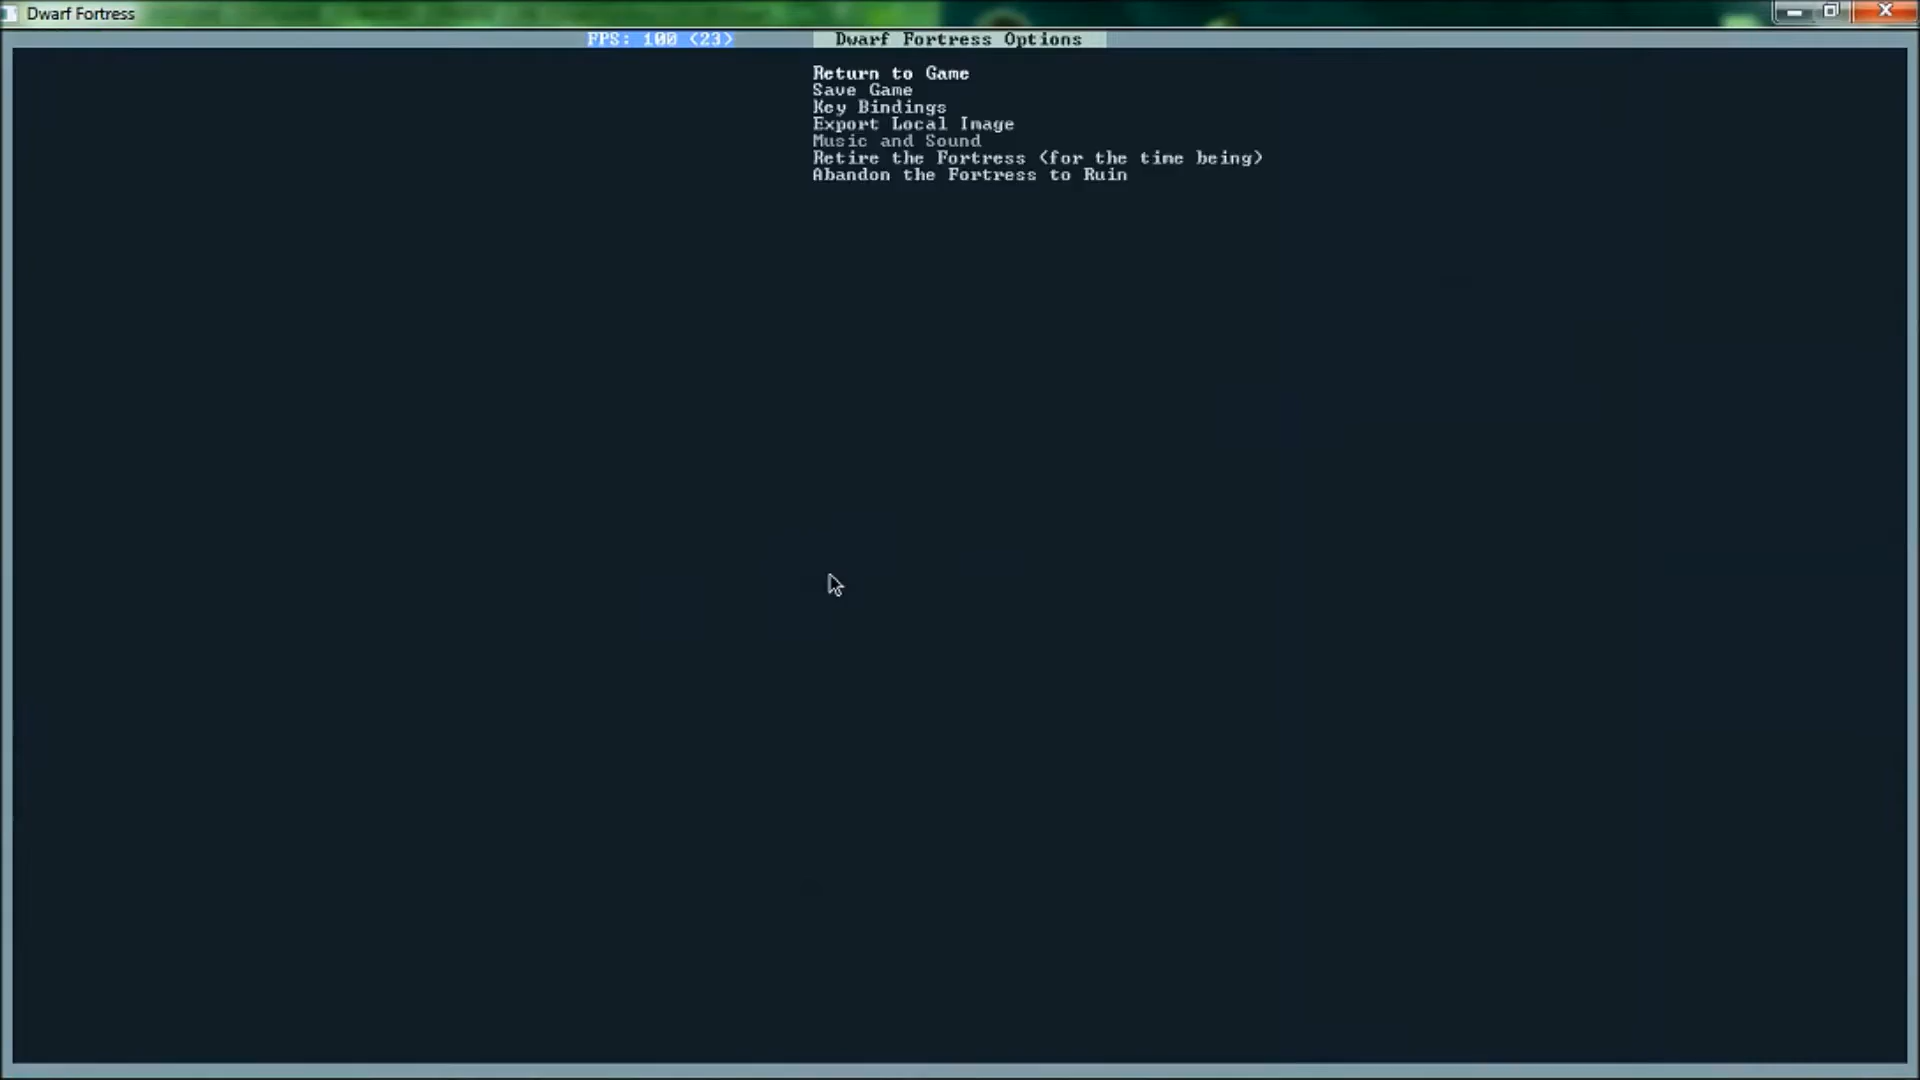 Dwarf Fortress
FPS: 100 (23)
Dwarf Fortress Options
Return to Game
Save Game
Key Bindings
Export Local Image
Music and Sound
Retire the Fortress (for the time being)
Abandon the Fortress to Ruin